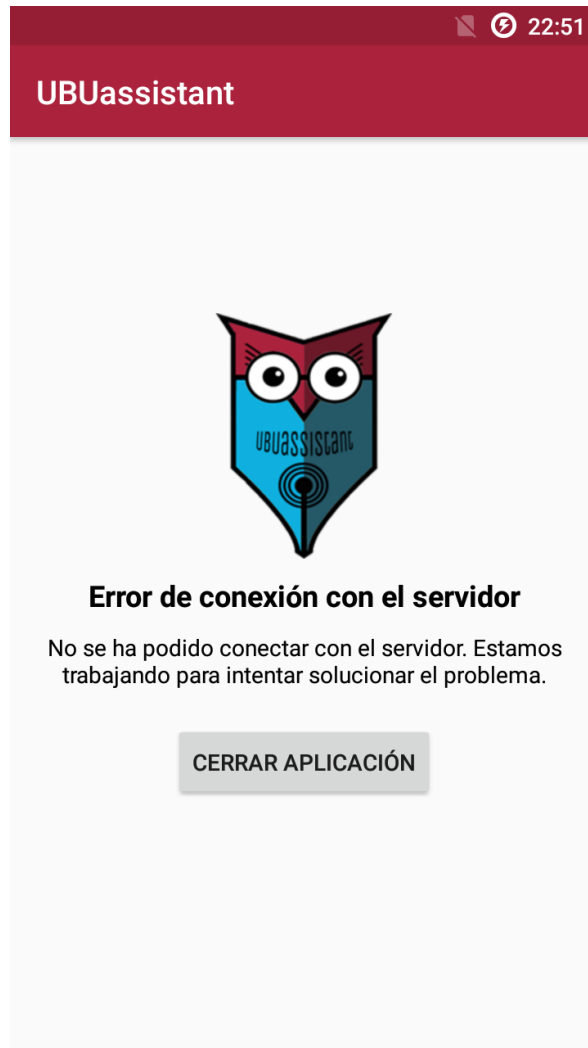 22:51
UBUassistant
UBUassistant
Error de conexión con el servidor
No se ha podido conectar con el servidor. Estamos
trabajando para intentar solucionar el problema.
CERRAR APLICACIÓN